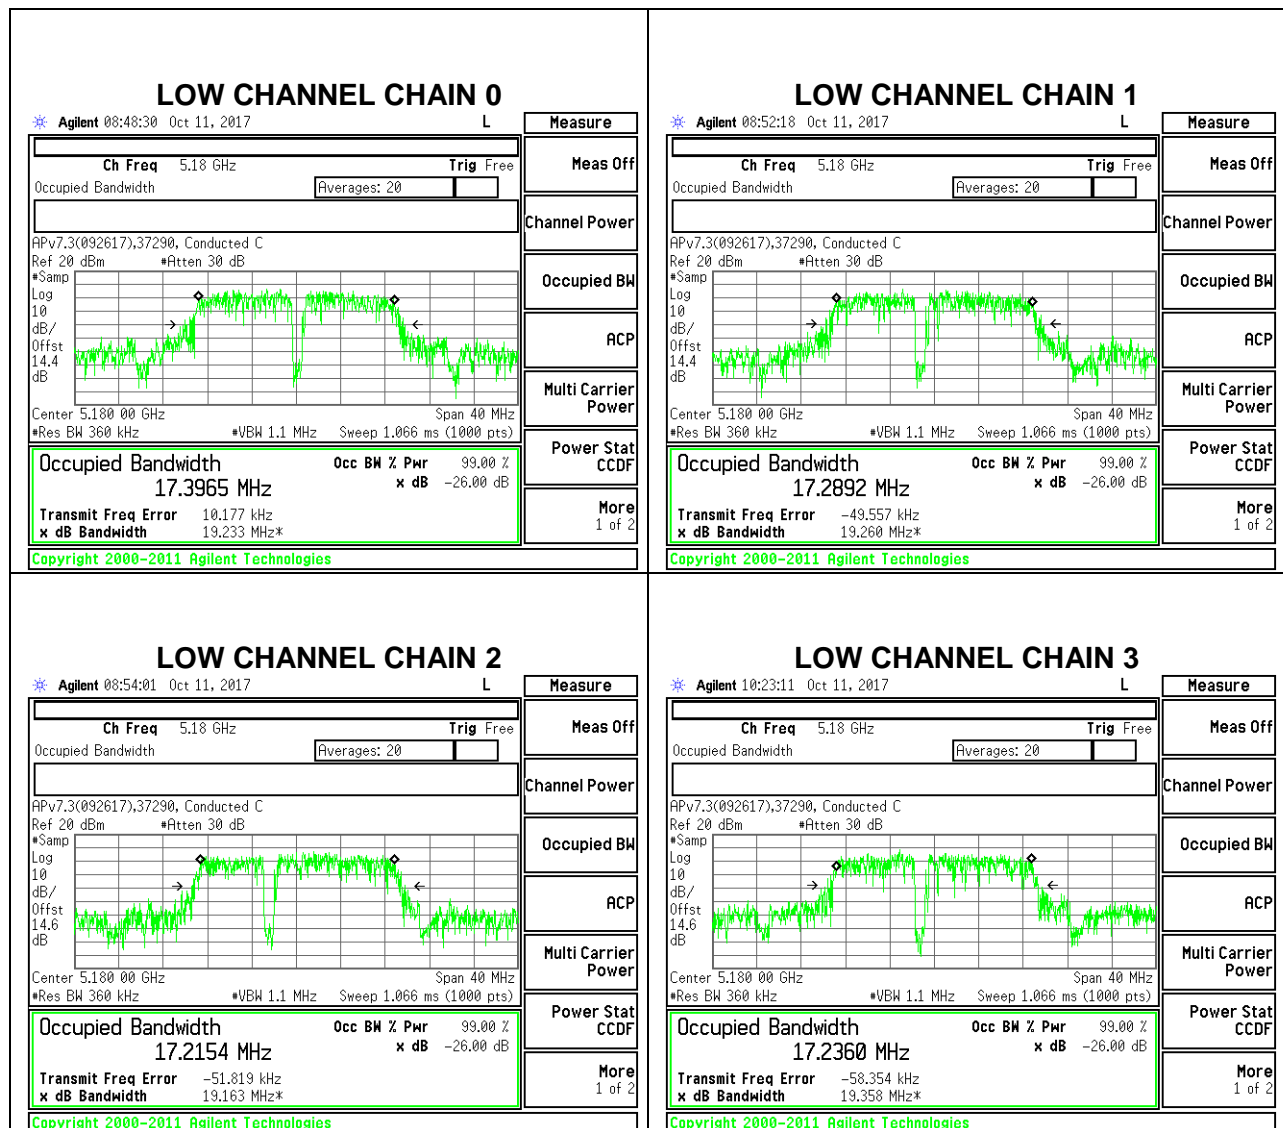 LOW CHANNEL CHAIN 0
Agilent 08:48:30 Oct 11, 2017 L Measure
Ch Freq 5.18 GHz Trig Free Meas Off
Occupied Bandwidth Averages: 20
Channel Power
APv7.3(092617),37290, Conducted C
Ref 20 dBm #Atten 30 dB
#Samp Occupied BW
Log
10
dB/
Offst ACP
14.4
dB
Multi Carrier
Power
Center 5.180 00 GHz Span 40 MHz
#Res BW 360 kHz #VBW 1.1 MHz Sweep 1.066 ms (1000 pts)
Power Stat
CCDF
Occupied Bandwidth Occ BW % Pwr 99.00 %
17.3965 MHz x dB -26.00 dB
More
1 of 2
Transmit Freq Error 10.177 kHz
x dB Bandwidth 19.233 MHz*
Copyright 2000-2011 Agilent Technologies
LOW CHANNEL CHAIN 1
Agilent 08:52:18 Oct 11, 2017 L Measure
Ch Freq 5.18 GHz Trig Free Meas Off
Occupied Bandwidth Averages: 20
Channel Power
APv7.3(092617),37290, Conducted C
Ref 20 dBm #Atten 30 dB
#Samp Occupied BW
Log
10
dB/
Offst ACP
14.4
dB
Multi Carrier
Power
Center 5.180 00 GHz Span 40 MHz
#Res BW 360 kHz #VBW 1.1 MHz Sweep 1.066 ms (1000 pts)
Power Stat
CCDF
Occupied Bandwidth Occ BW % Pwr 99.00 %
17.2892 MHz x dB -26.00 dB
More
1 of 2
Transmit Freq Error -49.557 kHz
x dB Bandwidth 19.260 MHz*
Copyright 2000-2011 Agilent Technologies
LOW CHANNEL CHAIN 2
Agilent 08:54:01 Oct 11, 2017 L Measure
Ch Freq 5.18 GHz Trig Free Meas Off
Occupied Bandwidth Averages: 20
Channel Power
APv7.3(092617),37290, Conducted C
Ref 20 dBm #Atten 30 dB
#Samp Occupied BW
Log
10
dB/
Offst ACP
14.6
dB
Multi Carrier
Power
Center 5.180 00 GHz Span 40 MHz
#Res BW 360 kHz #VBW 1.1 MHz Sweep 1.066 ms (1000 pts)
Power Stat
CCDF
Occupied Bandwidth Occ BW % Pwr 99.00 %
17.2154 MHz x dB -26.00 dB
More
1 of 2
Transmit Freq Error -51.819 kHz
x dB Bandwidth 19.163 MHz*
Copyright 2000-2011 Agilent Technologies
LOW CHANNEL CHAIN 3
Agilent 10:23:11 Oct 11, 2017 L Measure
Ch Freq 5.18 GHz Trig Free Meas Off
Occupied Bandwidth Averages: 20
Channel Power
APv7.3(092617),37290, Conducted C
Ref 20 dBm #Atten 30 dB
#Samp Occupied BW
Log
10
dB/
Offst ACP
14.6
dB
Multi Carrier
Power
Center 5.180 00 GHz Span 40 MHz
#Res BW 360 kHz #VBW 1.1 MHz Sweep 1.066 ms (1000 pts)
Power Stat
CCDF
Occupied Bandwidth Occ BW % Pwr 99.00 %
17.2360 MHz x dB -26.00 dB
More
1 of 2
Transmit Freq Error -58.354 kHz
x dB Bandwidth 19.358 MHz*
Copyright 2000-2011 Agilent Technologies